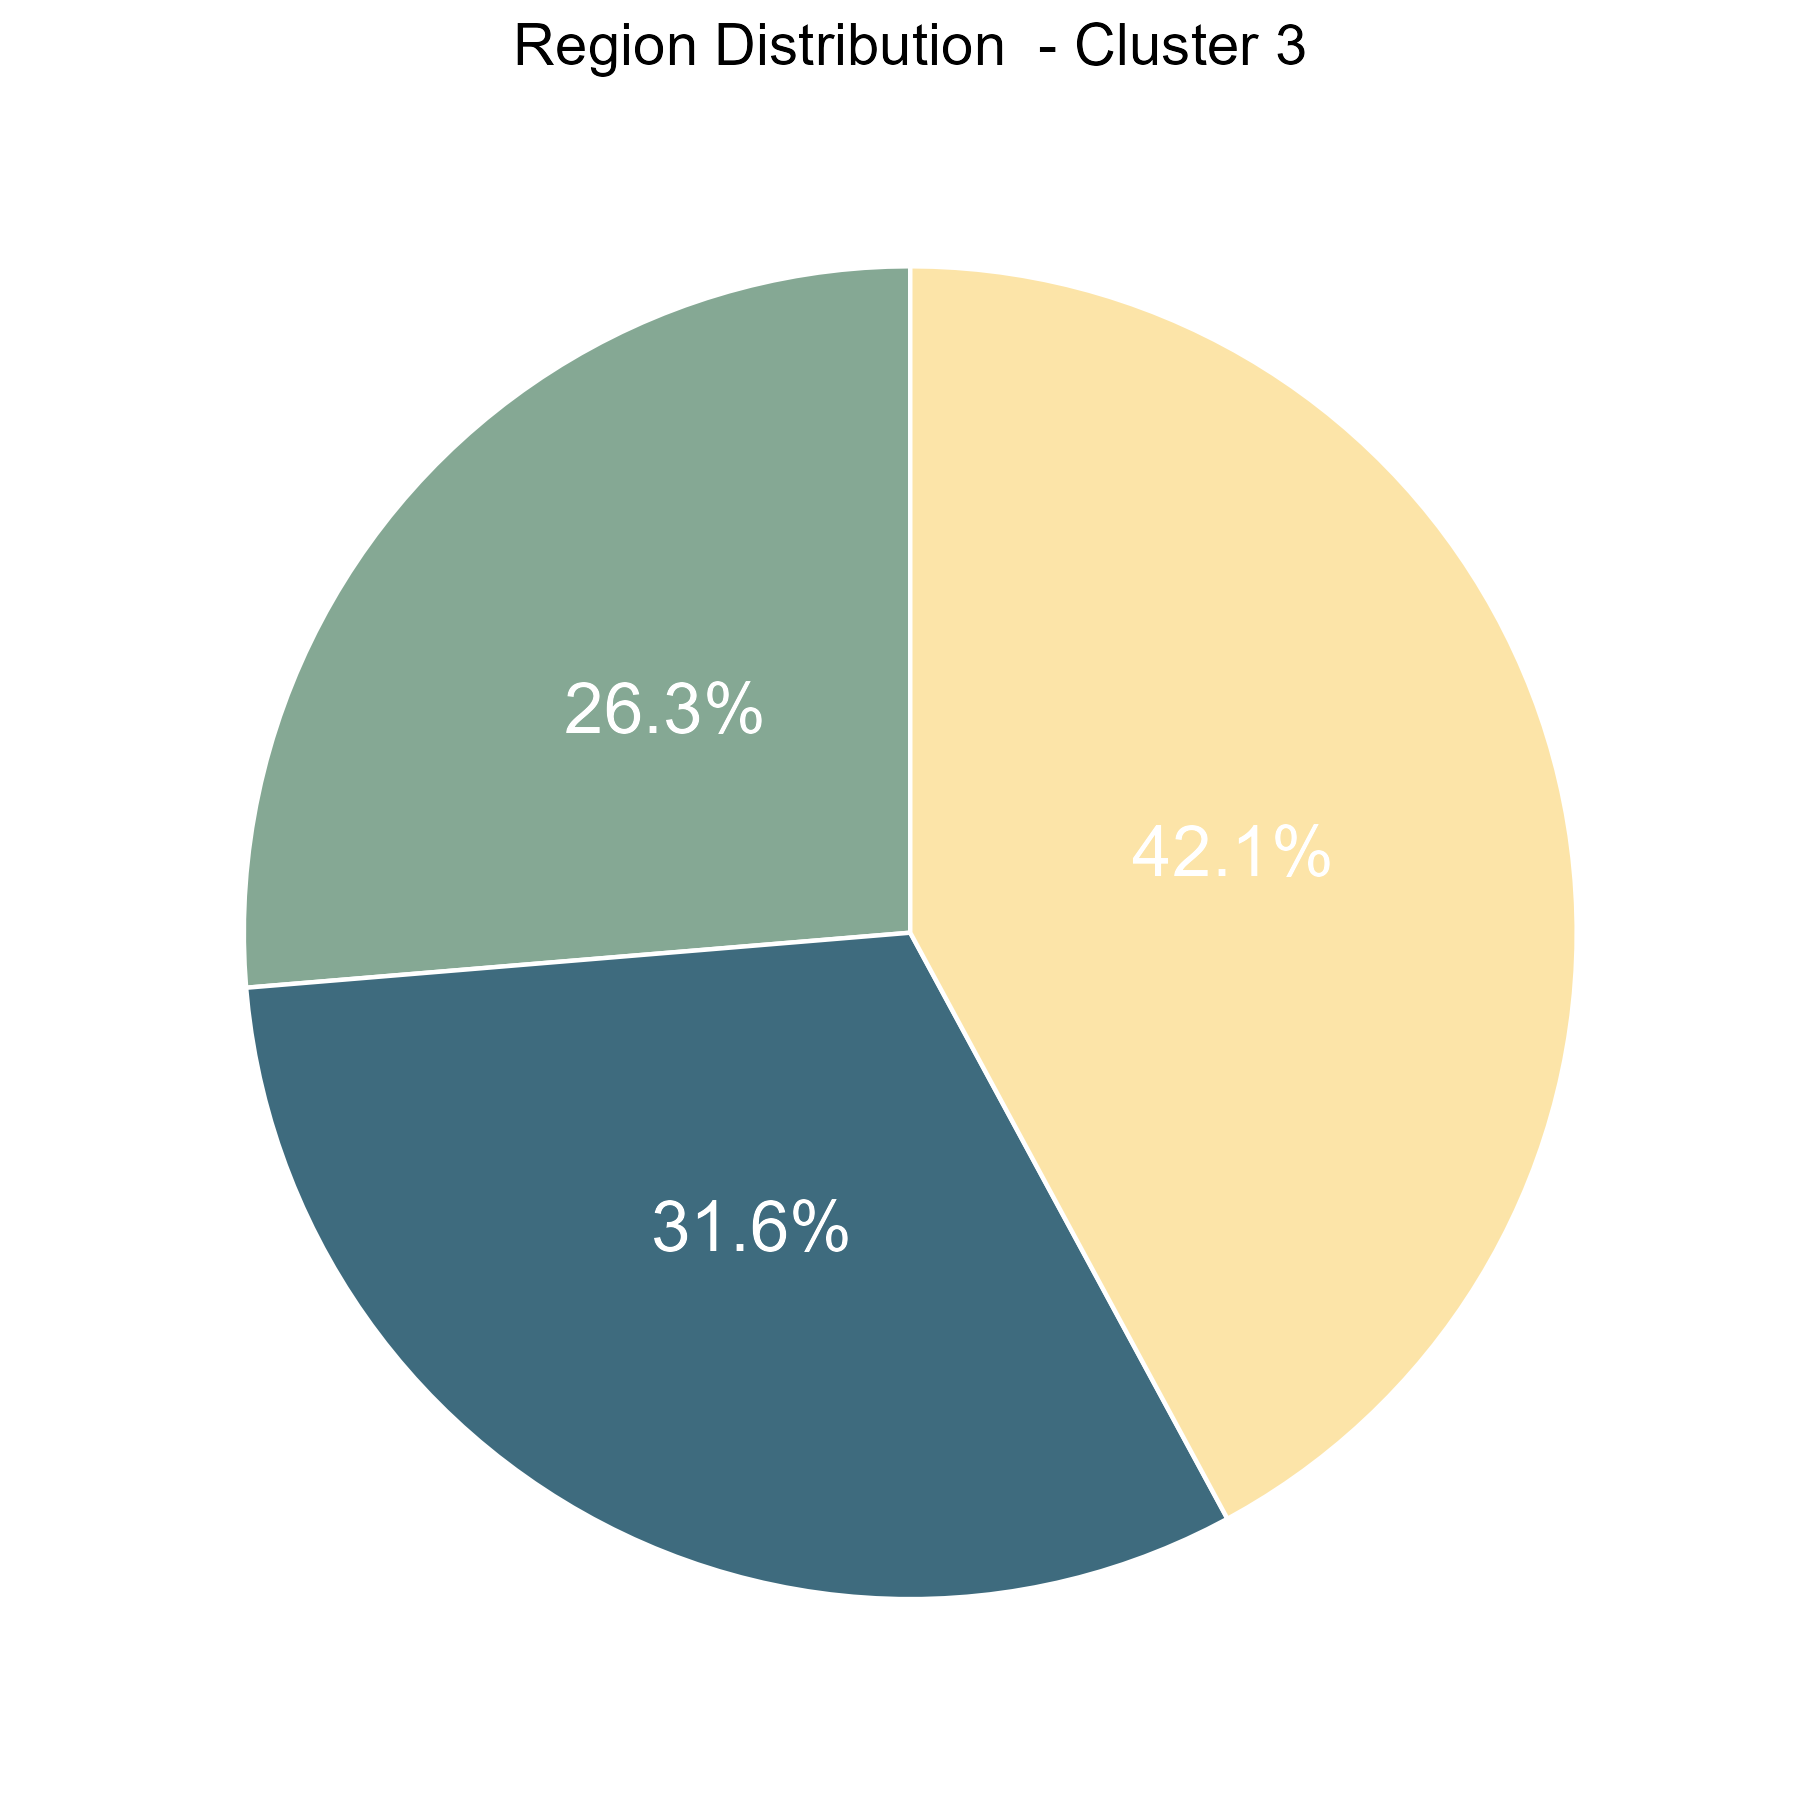 Region Distribution  - Cluster 3
26.3%
42.1%
31.6%